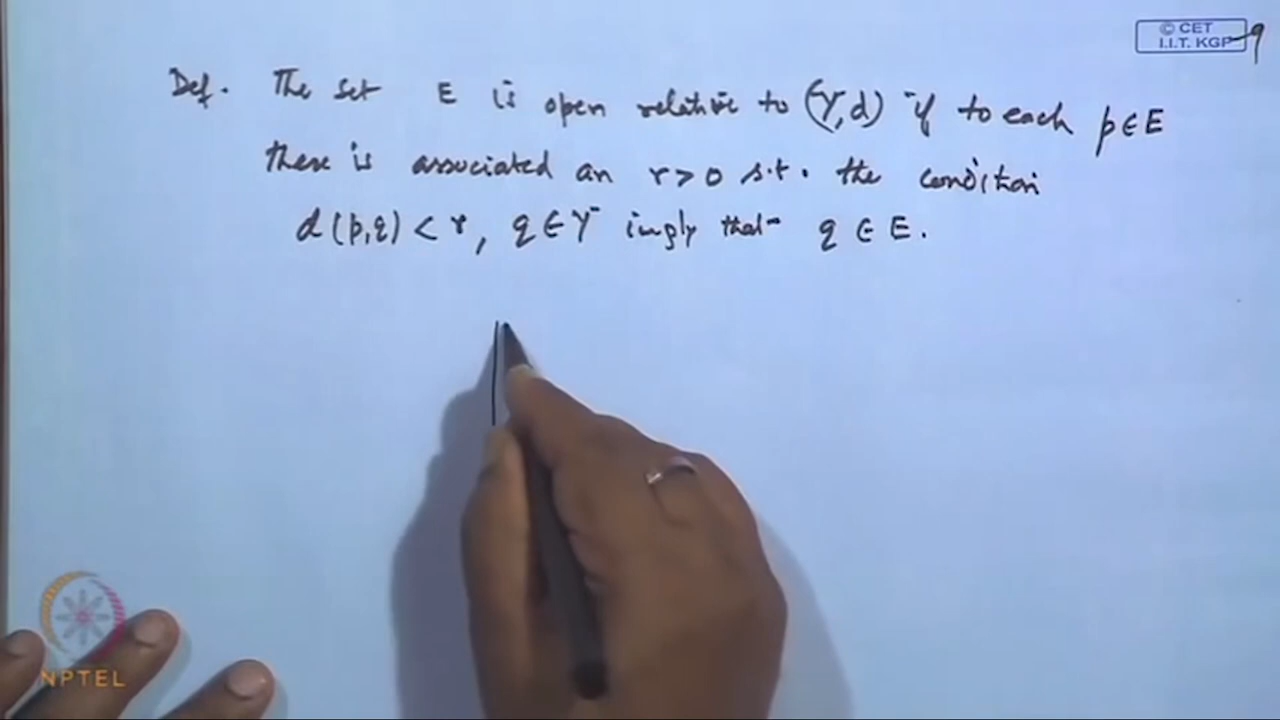 © CET
I.I.T. KGP
9
Def. The set E is open relative to (Y,d) if to each p ∈ E
there is associated an r > 0 s.t. the condition
d(p,q) < r, q ∈ Y imply that q ∈ E.
NPTEL